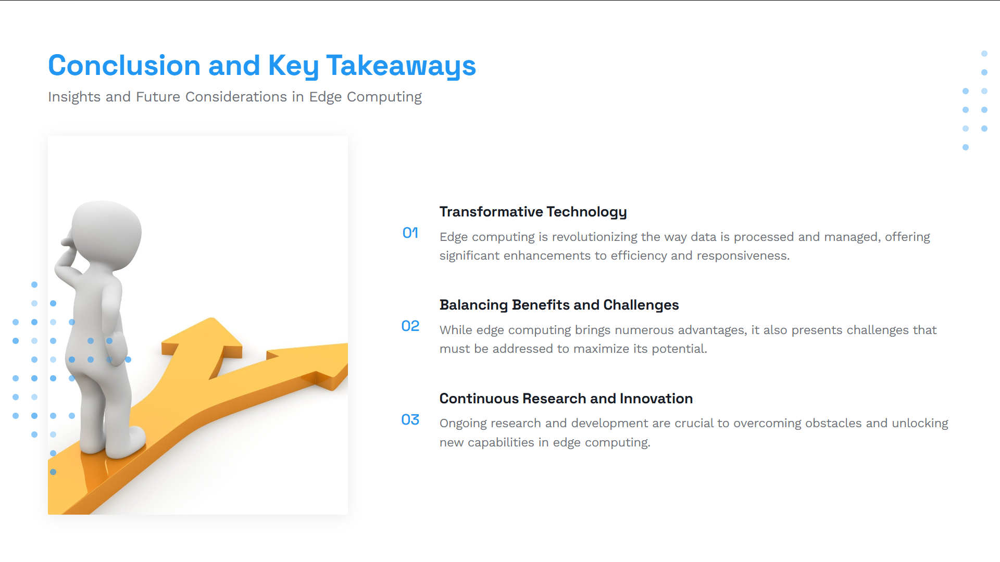 Conclusion and Key Takeaways
Insights and Future Considerations in Edge Computing
01
Transformative Technology
Edge computing is revolutionizing the way data is processed and managed, offering
significant enhancements to efficiency and responsiveness.
02
Balancing Benefits and Challenges
While edge computing brings numerous advantages, it also presents challenges that
must be addressed to maximize its potential.
03
Continuous Research and Innovation
Ongoing research and development are crucial to overcoming obstacles and unlocking
new capabilities in edge computing.